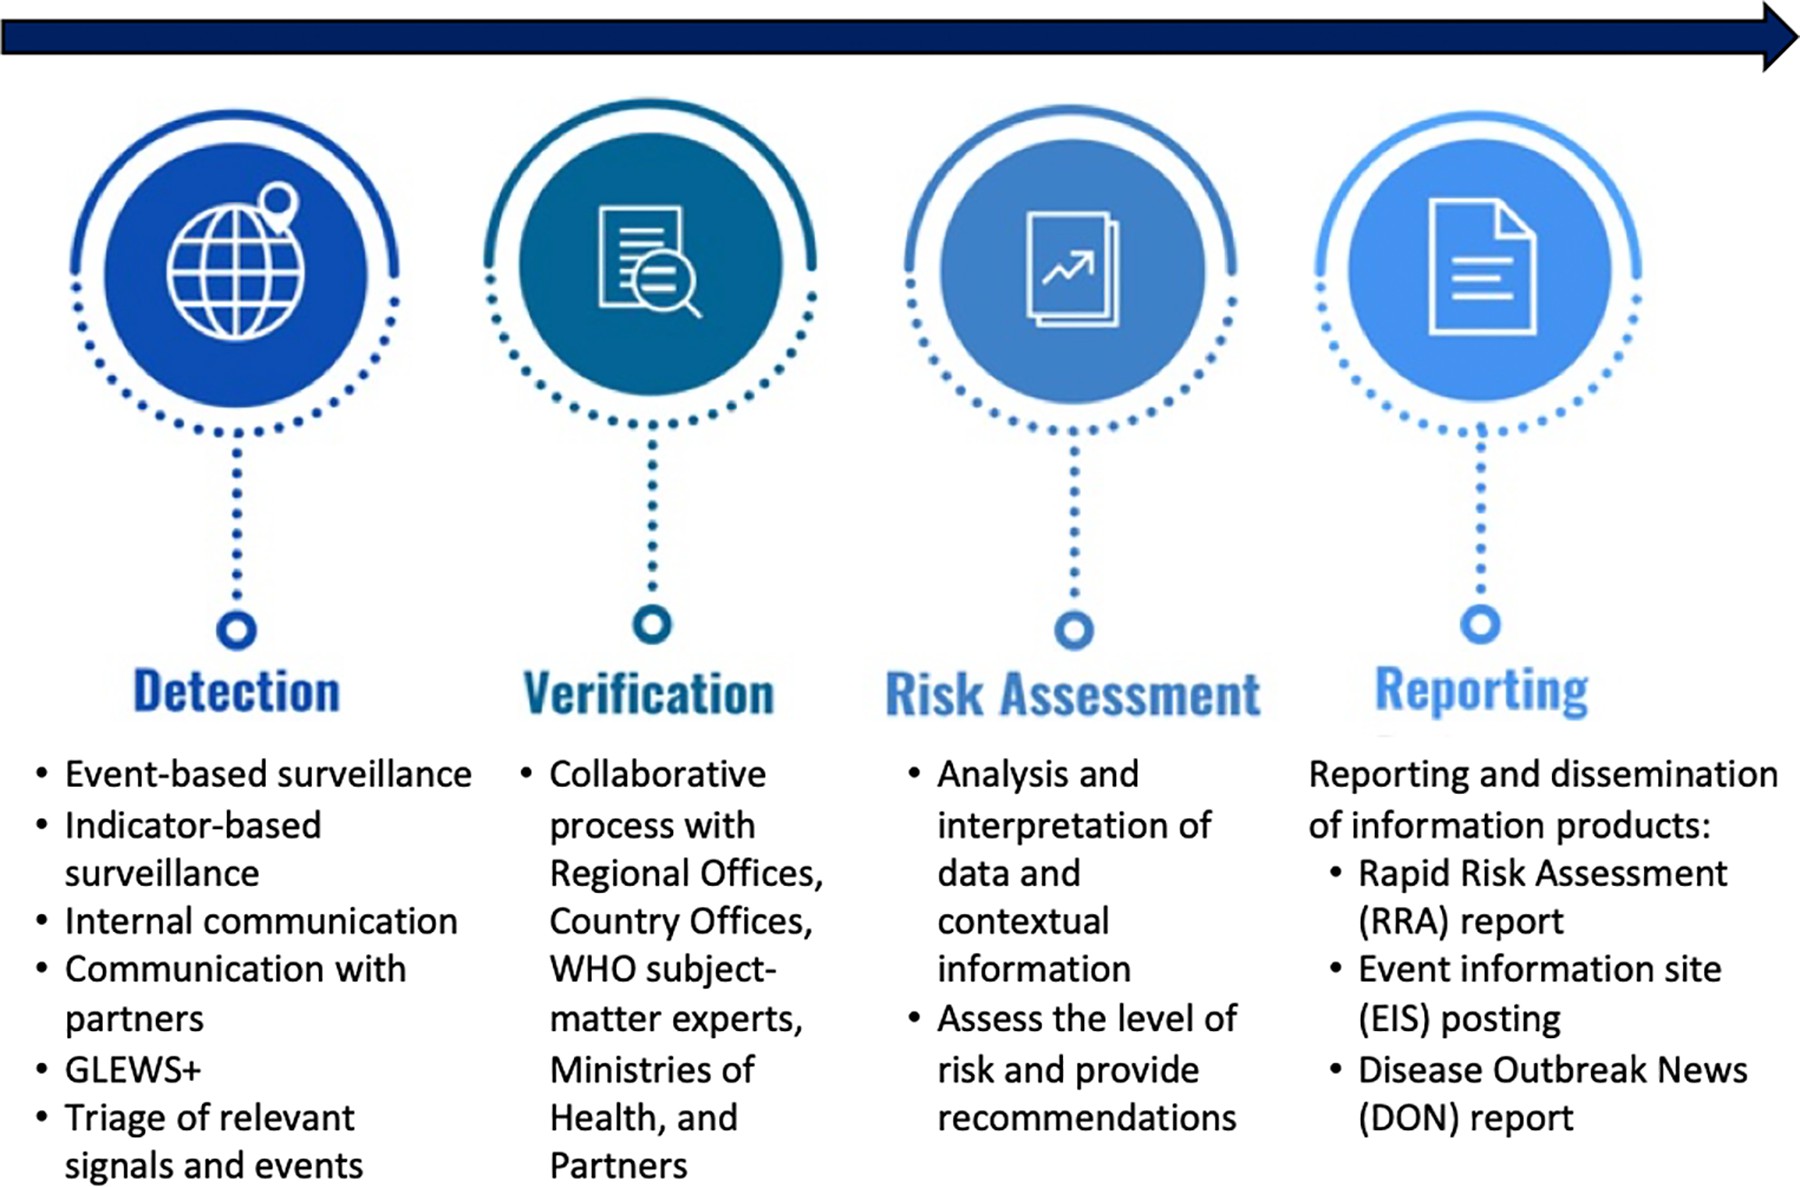 Detection
• Event-based surveillance
• Indicator-based
surveillance
• Internal communication
• Communication with
partners
• GLEWS+
• Triage of relevant
signals and events
Verification
• Collaborative
process with
Regional Offices,
Country Offices,
WHO subject-
matter experts,
Ministries of
Health, and
Partners
Risk Assessment
• Analysis and
interpretation of
data and
contextual
information
• Assess the level of
risk and provide
recommendations
Reporting
Reporting and dissemination
of information products:
• Rapid Risk Assessment
(RRA) report
• Event information site
(EIS) posting
• Disease Outbreak News
(DON) report